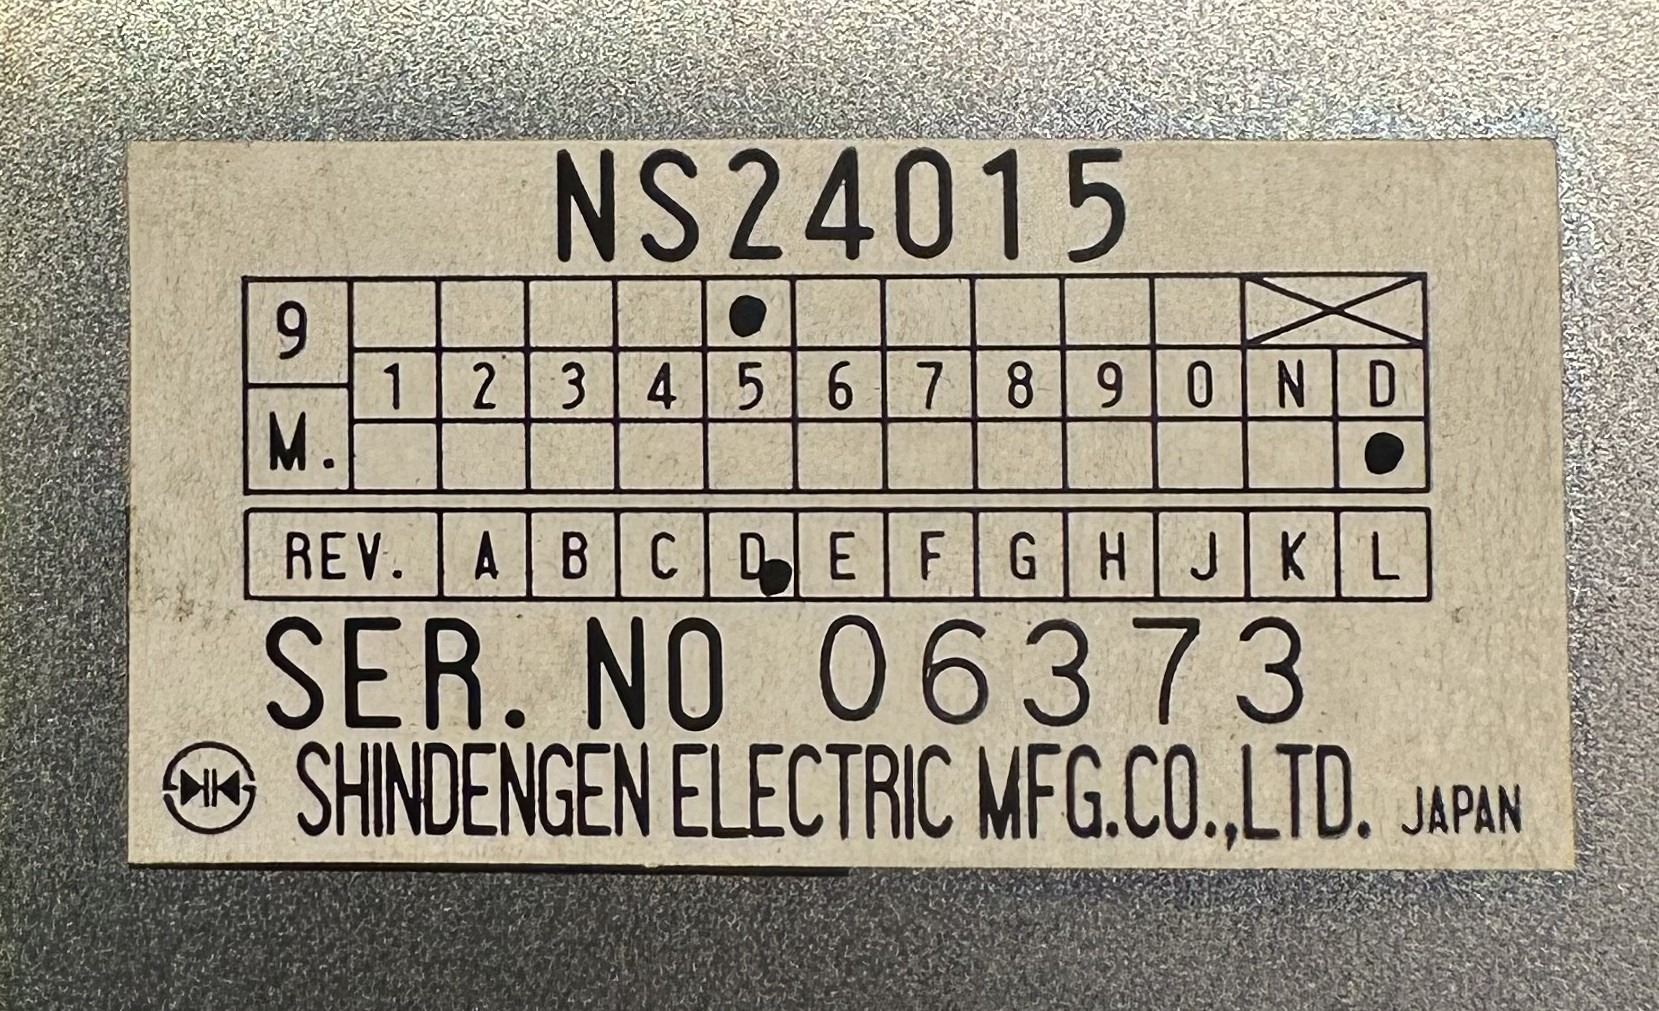 NS24015
9
1 2 3 4 5 6 7 8 9 0 N D
M.
REV. A B C D E F G H J K L
SER. NO 06373
SHINDENGEN ELECTRIC MFG.CO.,LTD. JAPAN